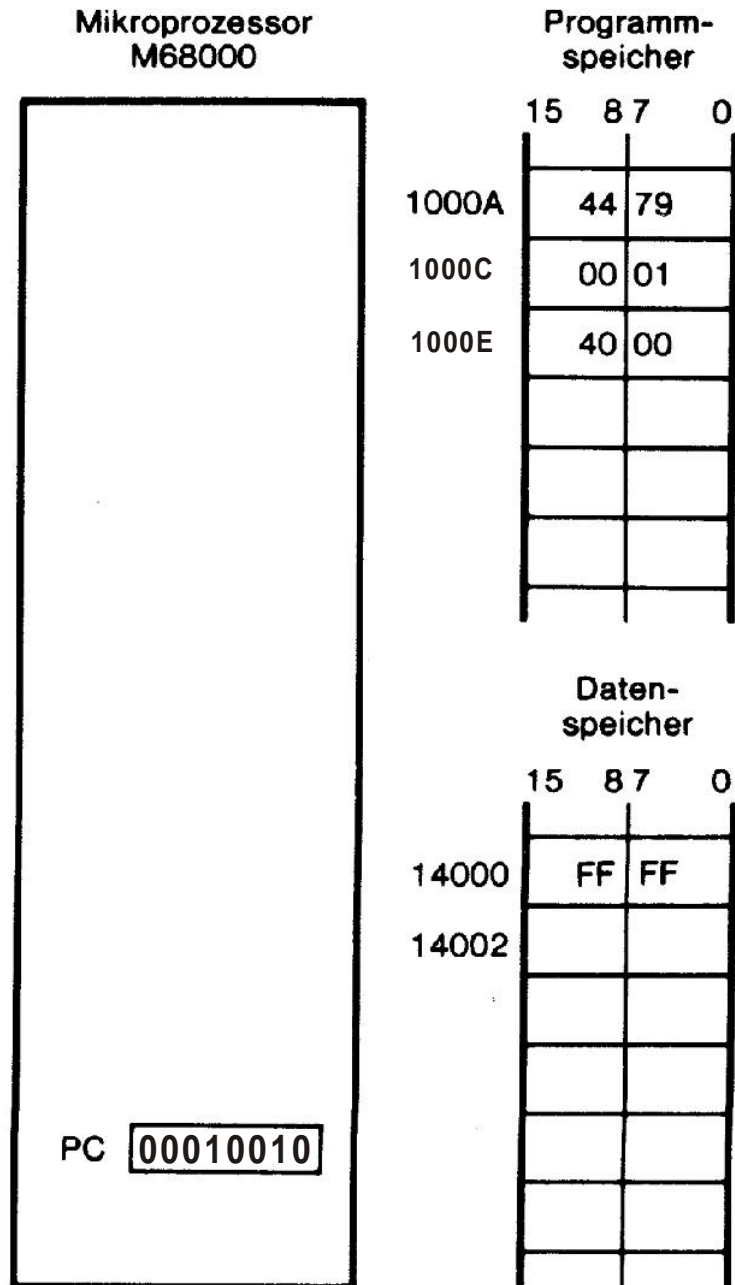 Mikroprozessor
M68000
Programm-
speicher
15 8 7 0
1000A 44 79
1000C 00 01
1000E 40 00
Daten-
speicher
15 8 7 0
14000 FF FF
14002
PC 00010010